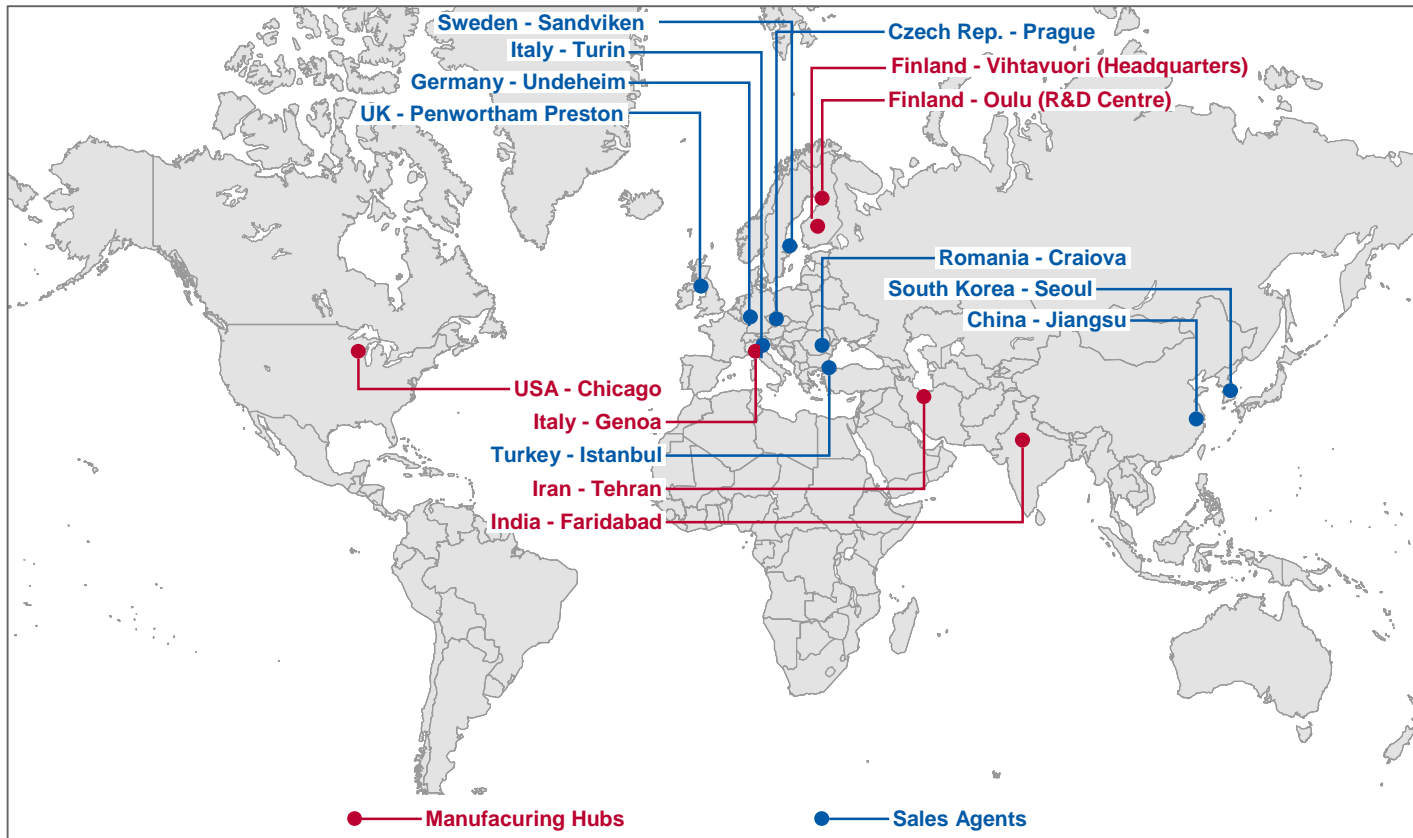 Sweden - Sandviken
Italy - Turin
Germany - Undeheim
UK - Penwortham Preston
Czech Rep. - Prague
Finland - Vihtavuori (Headquarters)
Finland - Oulu (R&D Centre)
Romania - Craiova
South Korea - Seoul
China - Jiangsu
USA - Chicago
Italy - Genoa
Turkey - Istanbul
Iran - Tehran
India - Faridabad
Manufacuring Hubs
Sales Agents